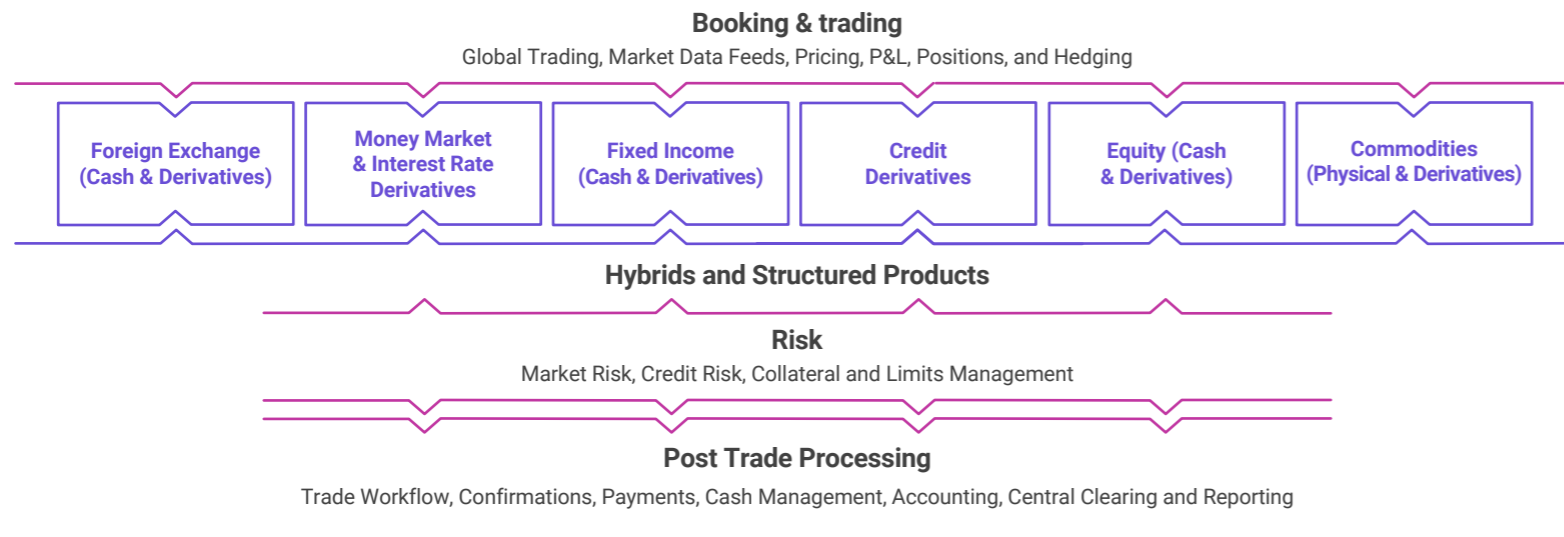 Booking & trading
Global Trading, Market Data Feeds, Pricing, P&L, Positions, and Hedging
Foreign Exchange
(Cash & Derivatives)
Money Market
& Interest Rate
Derivatives
Fixed Income
(Cash & Derivatives)
Credit
Derivatives
Equity (Cash
& Derivatives)
Commodities
(Physical & Derivatives)
Hybrids and Structured Products
Risk
Market Risk, Credit Risk, Collateral and Limits Management
Post Trade Processing
Trade Workflow, Confirmations, Payments, Cash Management, Accounting, Central Clearing and Reporting